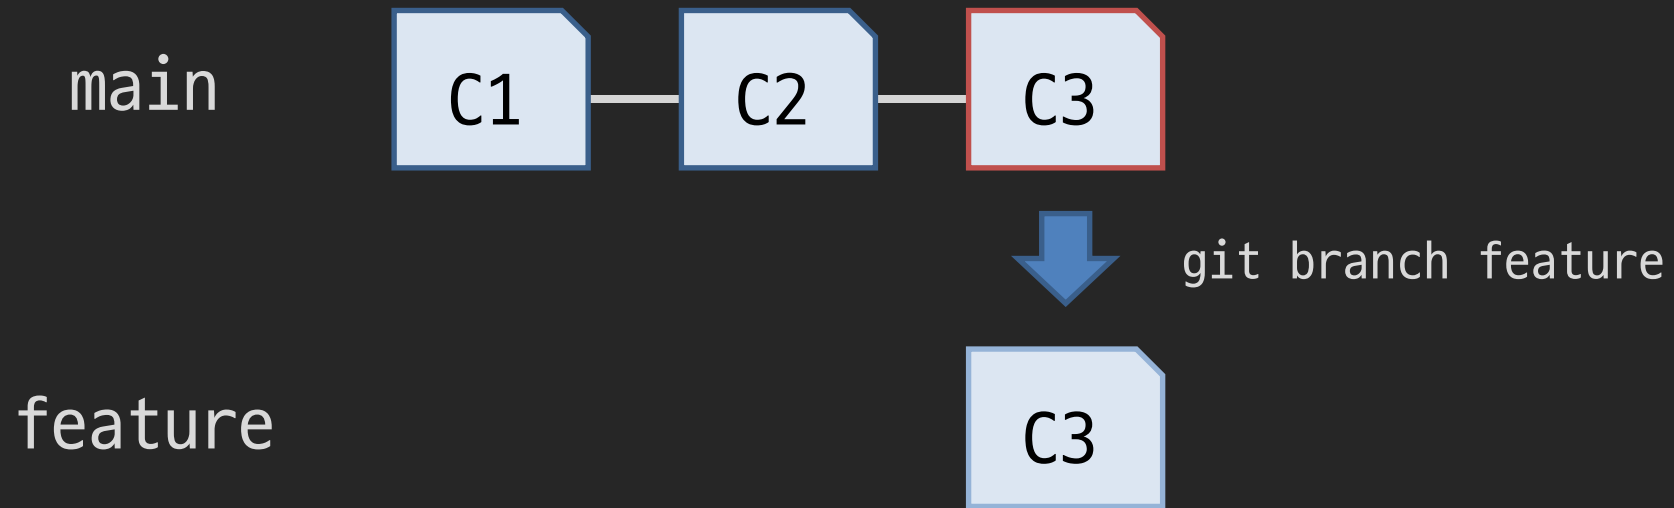 main
C1
C2
C3
git branch feature
feature
C3